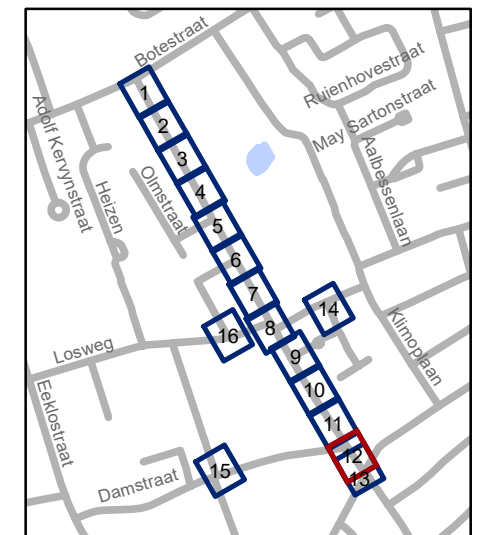 Botestraat
Ruienhovestraat
May Sartonstraat
Adolf Kervynstraat
Aalbessenlaan
Heizen
Olmstraat
1
2
3
4
5
6
7
8
14
16
9
Klimoplaan
Losweg
10
Eeklostraat
11
12
13
15
Damstraat